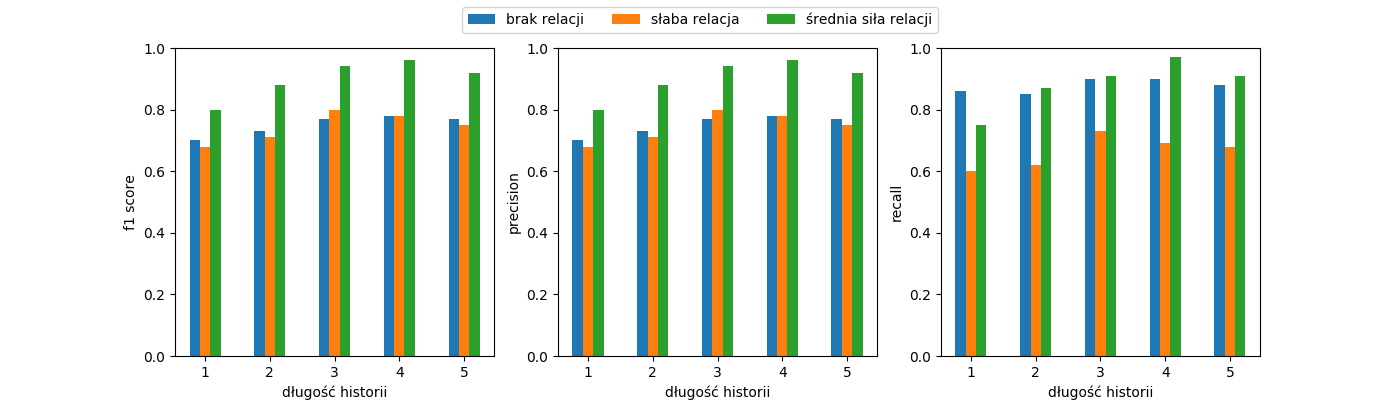 brak relacji słaba relacja średnia siła relacji
1.0 0.8 0.6 0.4 0.2 0.0
f1 score
1 2 3 4 5
długość historii
1.0 0.8 0.6 0.4 0.2 0.0
precision
1 2 3 4 5
długość historii
1.0 0.8 0.6 0.4 0.2 0.0
recall
1 2 3 4 5
długość historii